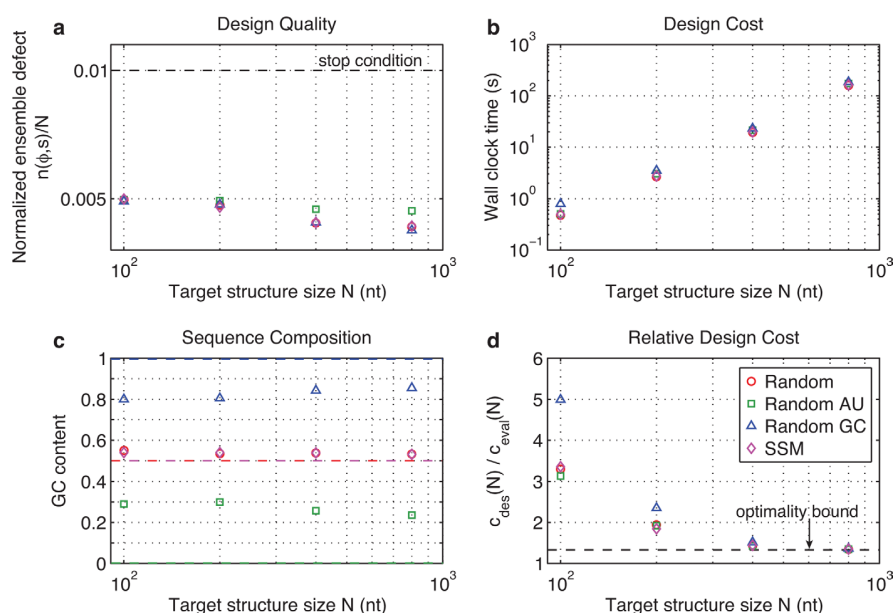 a Design Quality
Normalized ensemble defect
n(ϕ,s)/N
0.01
0.005
stop condition
10² 10³
Target structure size N (nt)
b Design Cost
Wall clock time (s)
10³
10²
10¹
10⁰
10⁻¹
10² 10³
Target structure size N (nt)
c Sequence Composition
GC content
1
0.8
0.6
0.4
0.2
0
10² 10³
Target structure size N (nt)
d Relative Design Cost
c_des(N) / c_eval(N)
6
5
4
3
2
1
Random
Random AU
Random GC
SSM
optimality bound
10² 10³
Target structure size N (nt)